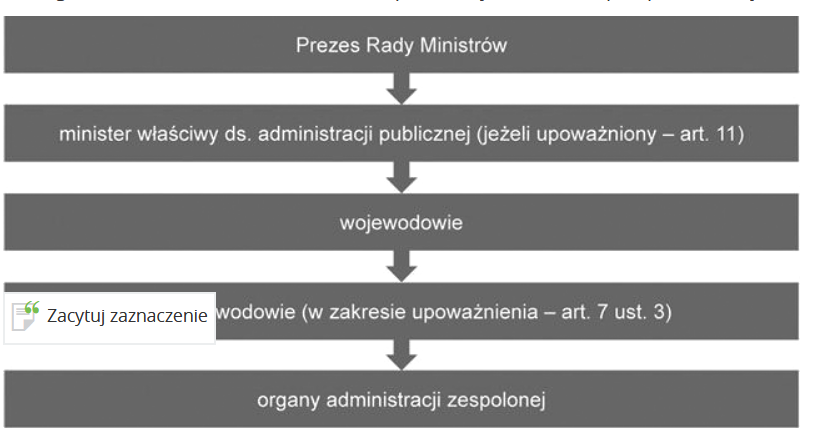 Prezes Rady Ministrów
minister właściwy ds. administracji publicznej (jeżeli upoważniony – art. 11)
wojewodowie
Zacytuj zaznaczenie
wodowie (w zakresie upoważnienia – art. 7 ust. 3)
organy administracji zespolonej